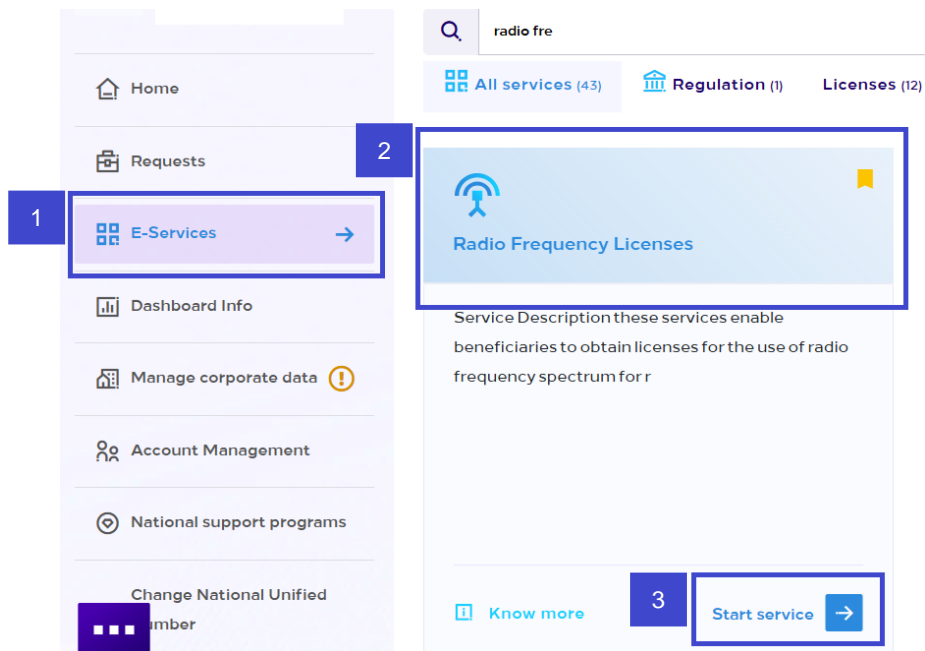 Home
Requests
1
E-Services
Dashboard Info
Manage corporate data
Account Management
National support programs
Change National Unified
radio fre
All services (43)
Regulation (1)
Licenses (12)
2
Radio Frequency Licenses
Service Description these services enable
beneficiaries to obtain licenses for the use of radio
frequency spectrum for r
Know more
3
Start service